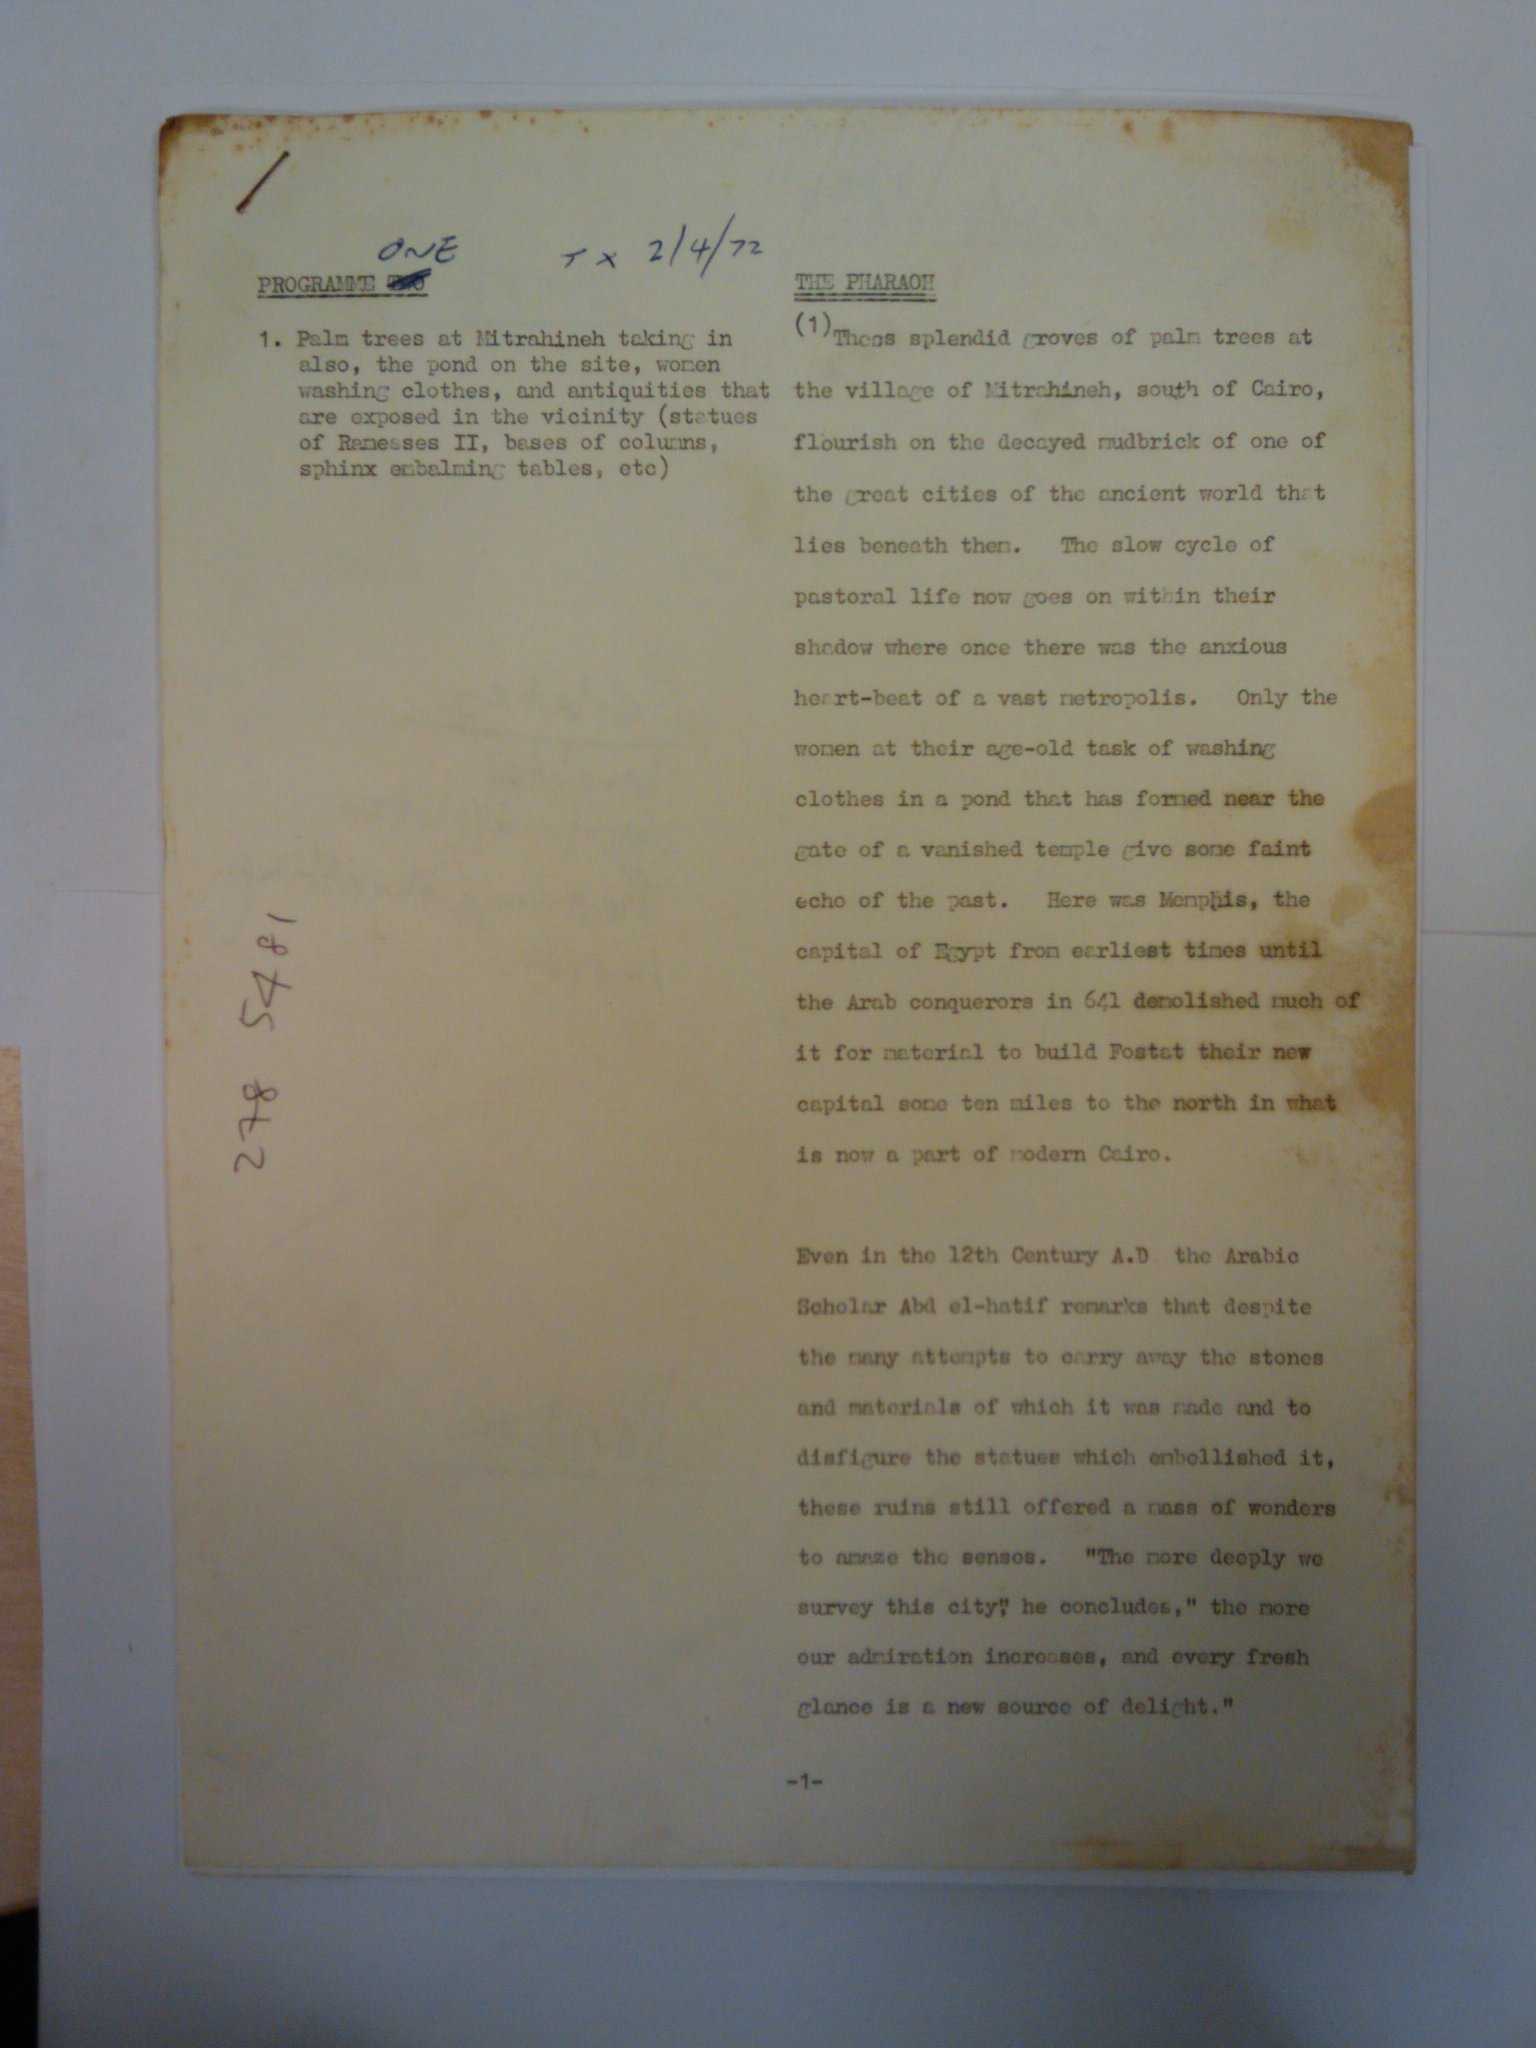 ONE
T x 2/4/72
PROGRAMME
1. Palm trees at Mitrahineh taking in
also, the pond on the site, women
washing clothes, and antiquities that
are exposed in the vicinity (statues
of Ramesses II, bases of columns,
sphinx embalming tables, etc)
278 5481
THE PHARAOH
(1) Thees splendid groves of palm trees at
the village of Mitrahineh, south of Cairo,
flourish on the decayed mudbrick of one of
the great cities of the ancient world that
lies beneath them. The slow cycle of
pastoral life now goes on within their
shadow where once there was the anxious
heart-beat of a vast metropolis. Only the
women at their age-old task of washing
clothes in a pond that has formed near the
gate of a vanished temple give some faint
echo of the past. Here was Memphis, the
capital of Egypt from earliest times until
the Arab conquerors in 641 demolished much of
it for material to build Fostat their new
capital some ten miles to the north in what
is now a part of modern Cairo.
Even in the 12th Century A.D the Arabic
Scholar Abd el-hatif remarks that despite
the many attempts to carry away the stones
and materials of which it was made and to
disfigure the statues which embellished it,
these ruins still offered a mass of wonders
to amaze the senses. "The more deeply we
survey this city", he concludes," the more
our admiration increases, and every fresh
glance is a new source of delight."
-1-